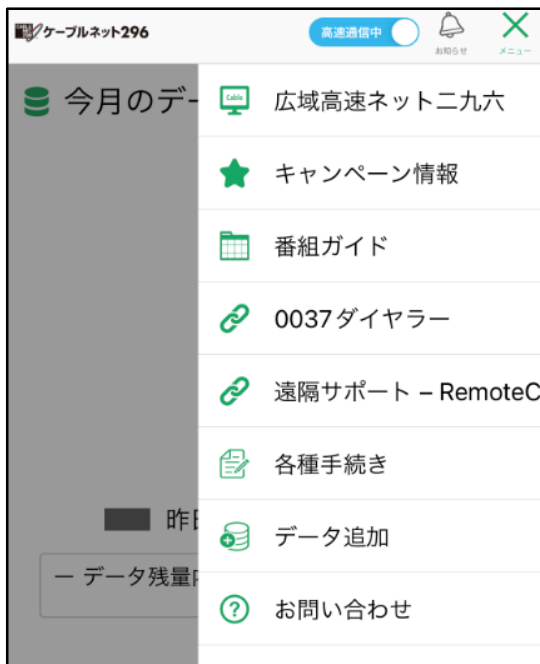 ケーブルネット296
高速通信中
お知らせ
メニュー
今月のデー
Cable
広域高速ネット二九六
キャンペーン情報
番組ガイド
0037ダイヤラー
遠隔サポート – RemoteC
各種手続き
昨日
データ追加
ー データ残量内
お問い合わせ